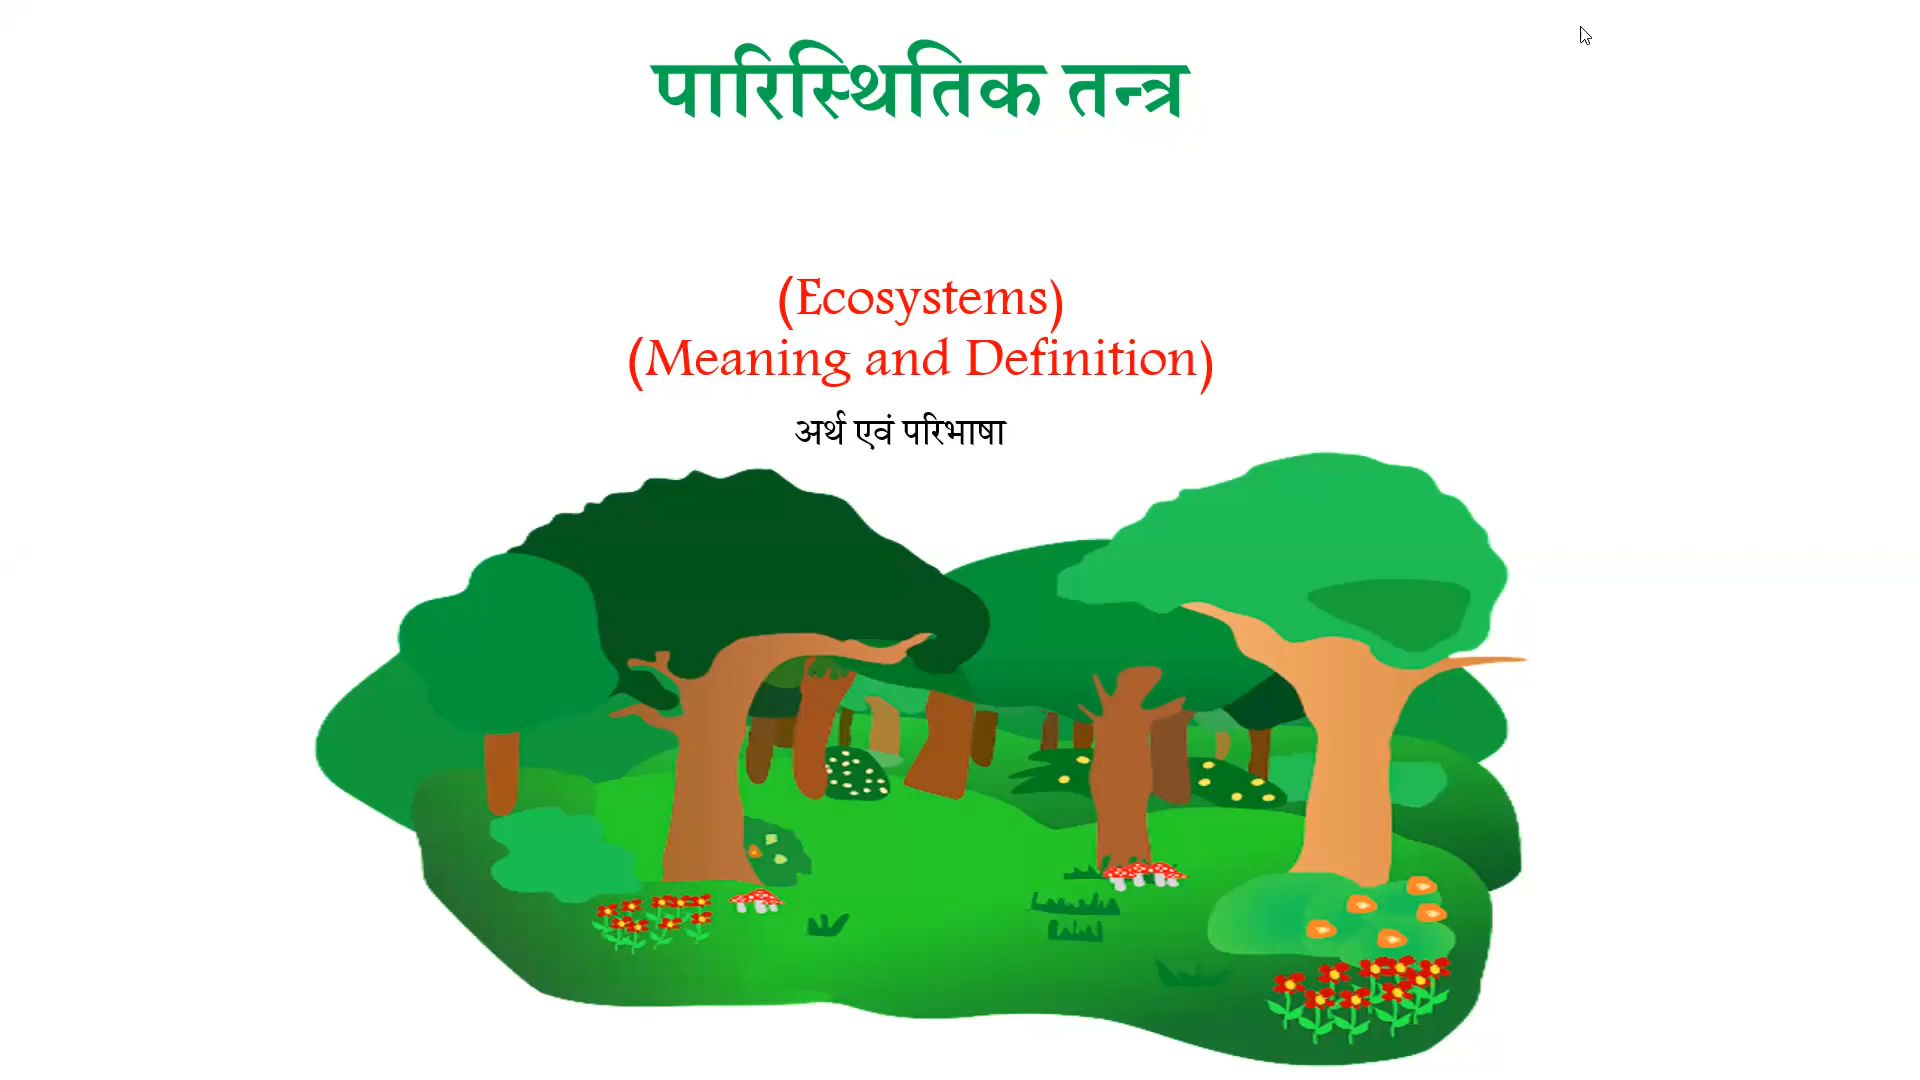 पारिस्थितिक तन्त्र
(Ecosystems)
(Meaning and Definition)
अर्थ एवं परिभाषा